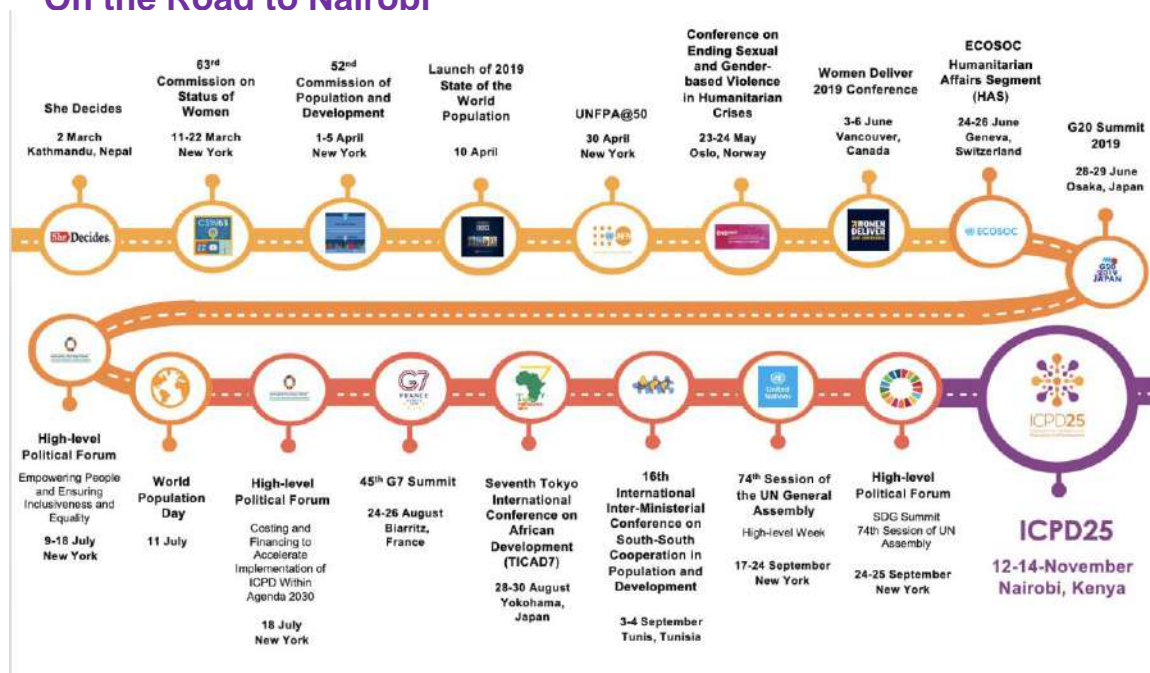 On the Road to Nairobi
She Decides
2 March
Kathmandu, Nepal
63rd
Commission on
Status of
Women
11-22 March
New York
52nd
Commission of
Population and
Development
1-5 April
New York
Launch of 2019
State of the
World
Population
10 April
UNFPA@50
30 April
New York
Conference on
Ending Sexual
and Gender-
based Violence
in Humanitarian
Crises
23-24 May
Oslo, Norway
Women Deliver
2019 Conference
3-6 June
Vancouver,
Canada
ECOSOC
Humanitarian
Affairs Segment
(HAS)
24-26 June
Geneva,
Switzerland
G20 Summit
2019
28-29 June
Osaka, Japan
She Decides.
CSW63
WOMEN
DELIVER
ECOSOC
G20
2019
JAPAN
G7
FRANCE
United
Nations
ICPD25
High-level
Political Forum
Empowering People
and Ensuring
Inclusiveness and
Equality
9-18 July
New York
World
Population
Day
11 July
High-level
Political Forum
Costing and
Financing to
Accelerate
Implementation of
ICPD Within
Agenda 2030
18 July
New York
45th G7 Summit
24-26 August
Biarritz,
France
Seventh Tokyo
International
Conference on
African
Development
(TICAD7)
28-30 August
Yokohama,
Japan
16th
International
Inter-Ministerial
Conference on
South-South
Cooperation in
Population and
Development
3-4 September
Tunis, Tunisia
74th Session of
the UN General
Assembly
High-level Week
17-24 September
New York
High-level
Political Forum
SDG Summit
74th Session of UN
Assembly
24-25 September
New York
ICPD25
12-14-November
Nairobi, Kenya